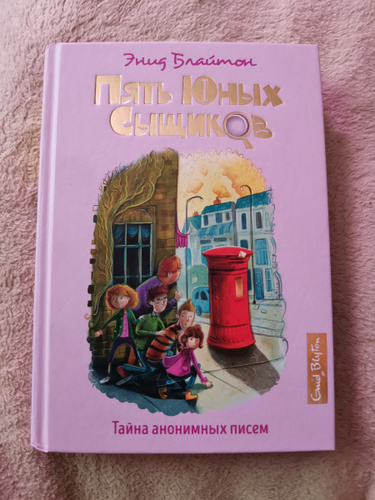 Энид Блайтон
Пять Юных
Сыщиков
Enid Blyton
Тайна анонимных писем